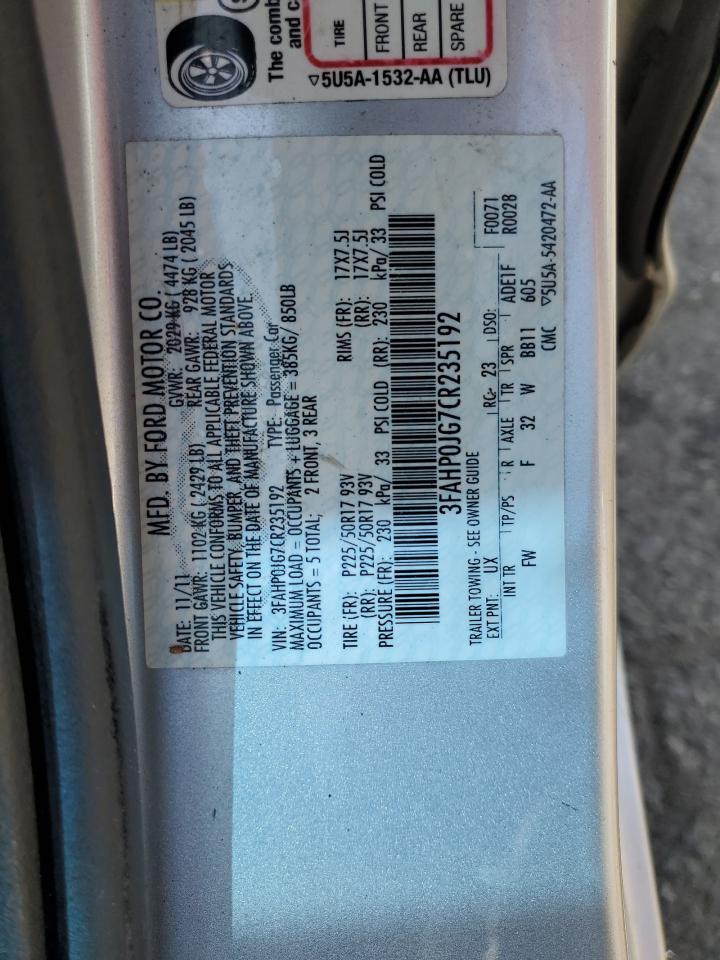 The comb
and c
TIRE
FRONT
REAR
SPARE
▽5U5A-1532-AA (TLU)
MFD. BY FORD MOTOR CO.
DATE: 11/11 GVWR: 2029 KG ( 4474 LB)
FRONT GAWR: 1102 KG ( 2429 LB) REAR GAWR: 928 KG ( 2045 LB)
THIS VEHICLE CONFORMS TO ALL APPLICABLE FEDERAL MOTOR
VEHICLE SAFETY, BUMPER, AND THEFT PREVENTION STANDARDS
IN EFFECT ON THE DATE OF MANUFACTURE SHOWN ABOVE.
VIN: 3FAHP0JG7CR235192 TYPE: Passenger Car
MAXIMUM LOAD = OCCUPANTS + LUGGAGE = 385KG/ 850LB
OCCUPANTS = 5 TOTAL; 2 FRONT, 3 REAR
TIRE (FR): P225/50R17 93V RIMS (FR): 17X7.5J
(RR): P225/50R17 93V (RR): 17X7.5J
PRESSURE (FR): 230 kPa/ 33 PSI COLD (RR): 230 kPa/ 33 PSI COLD
3FAHP0JG7CR235192
TRAILER TOWING - SEE OWNER GUIDE
EXT PNT: UX RC: 23 DSO: F0071
INT TR TP/PS R AXLE TR SPR ADE1F R0028
FW F 32 W BB11 605
CMC ▽5U5A-5420472-AA